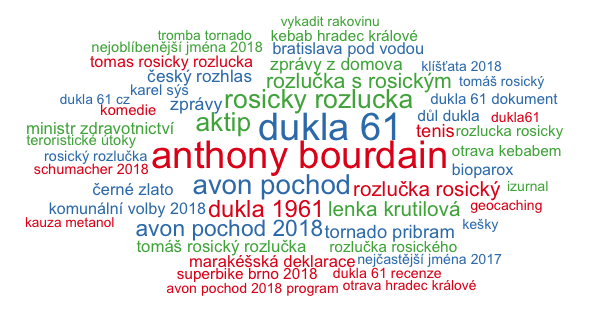 vykadit rakovinu
tromba tornado kebab hradec králové
nejoblíbenější jména 2018 bratislava pod vodou
tomas rosicky rozlucka zprávy z domova klíšťata 2018
český rozhlas rozlučka s rosickým tomáš rosický
karel sýs
dukla 61 cz zprávy rosicky rozlucka dukla 61 dokument
komedie aktip dukla 61 důl dukla dukla61
ministr zdravotnictví tenis rozlucka rosicky
teroristické útoky
rosický rozlučka anthony bourdain otrava kebabem
schumacher 2018 bioparox
černé zlato avon pochod rozlučka rosický izurnal
komunální volby 2018 dukla 1961 lenka krutilová geocaching
kauza metanol avon pochod 2018 tornado pribram kešky
tomáš rosický rozlučka rozlučka rosického
marakéšská deklarace nejčastější jména 2017
superbike brno 2018 dukla 61 recenze
avon pochod 2018 program otrava hradec králové